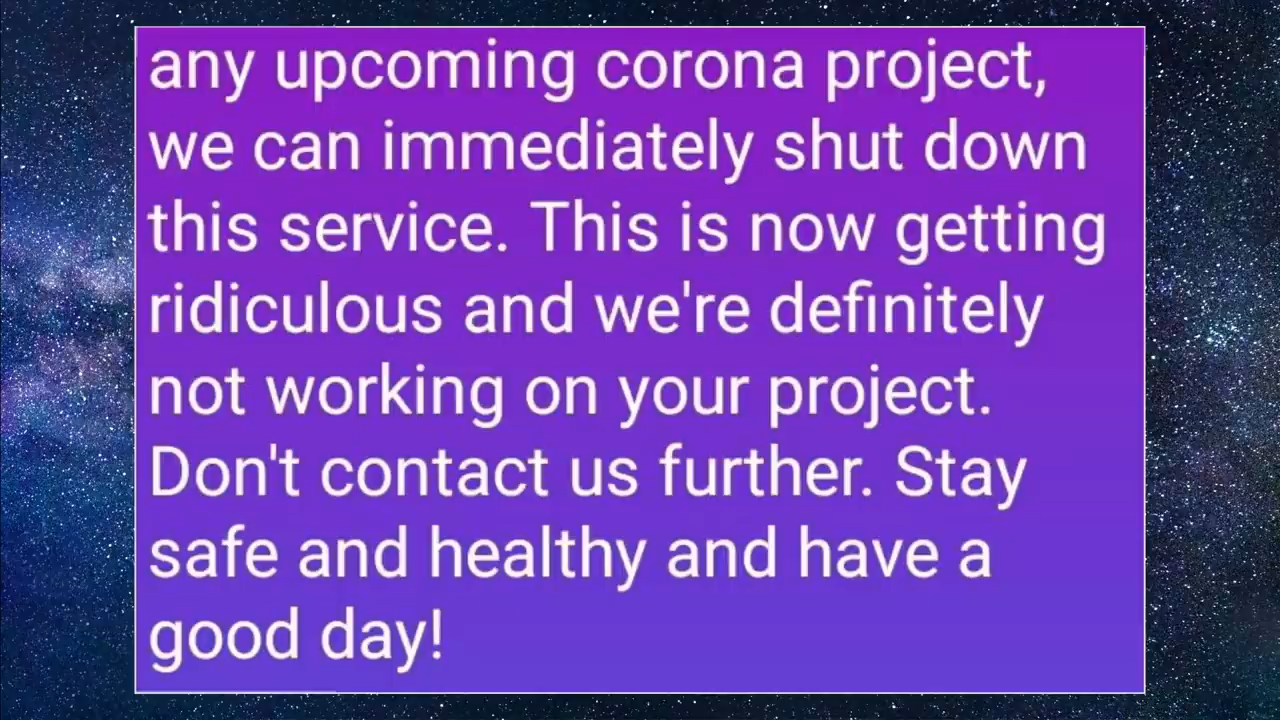 any upcoming corona project,
we can immediately shut down
this service. This is now getting
ridiculous and we're definitely
not working on your project.
Don't contact us further. Stay
safe and healthy and have a
good day!